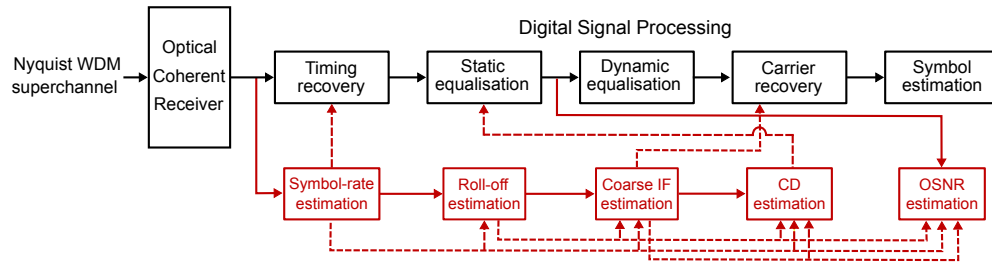 Digital Signal Processing
Nyquist WDM
superchannel
Optical
Coherent
Receiver
Timing
recovery
Static
equalisation
Dynamic
equalisation
Carrier
recovery
Symbol
estimation
Symbol-rate
estimation
Roll-off
estimation
Coarse IF
estimation
CD
estimation
OSNR
estimation